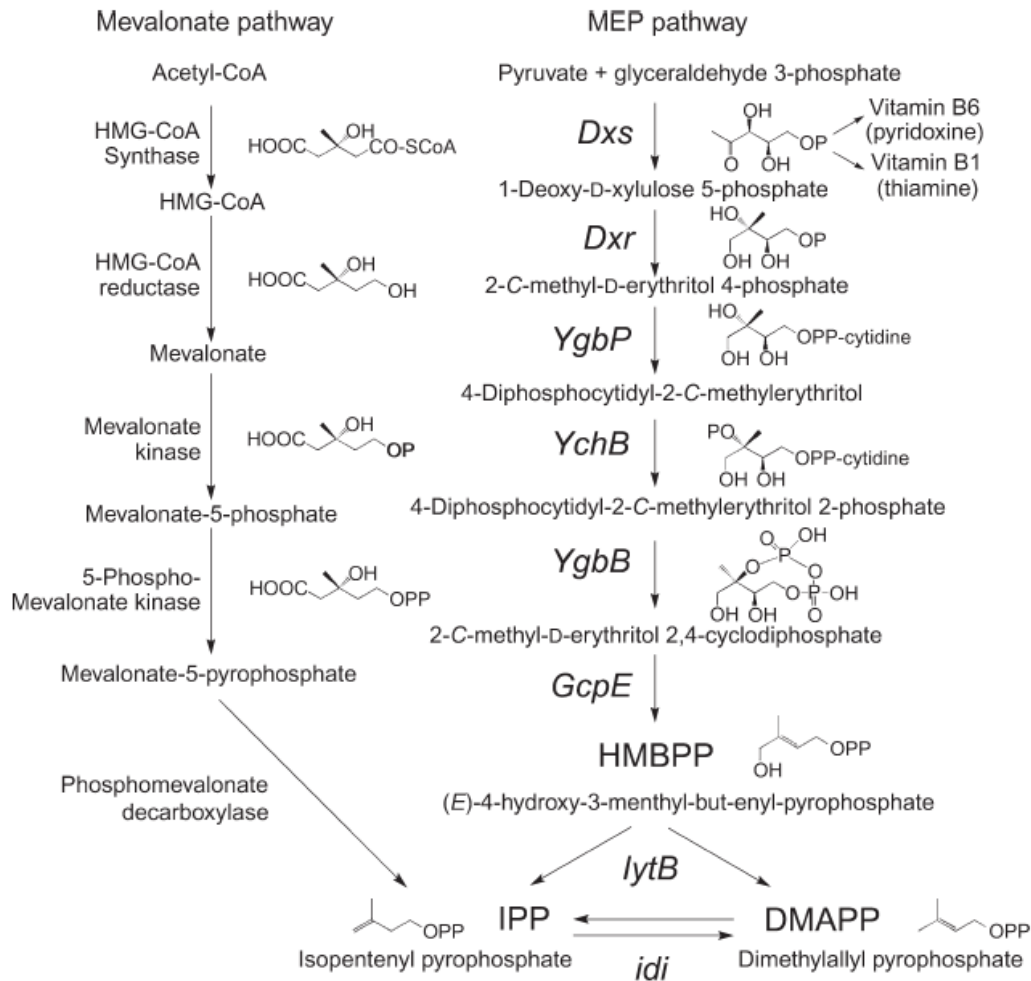 Mevalonate pathway
Acetyl-CoA
HMG-CoA
Synthase
HOOC
OH
CO-SCoA
HMG-CoA
HMG-CoA
reductase
HOOC
OH
OH
Mevalonate
Mevalonate
kinase
HOOC
OH
OP
Mevalonate-5-phosphate
5-Phospho-
Mevalonate kinase
HOOC
OH
OPP
Mevalonate-5-pyrophosphate
Phosphomevalonate
decarboxylase
MEP pathway
Pyruvate + glyceraldehyde 3-phosphate
Dxs
OH
OP
O
OH
Vitamin B6
(pyridoxine)
Vitamin B1
(thiamine)
1-Deoxy-D-xylulose 5-phosphate
Dxr
HO
OP
OH
OH
2-C-methyl-D-erythritol 4-phosphate
YgbP
HO
OPP-cytidine
OH
OH
4-Diphosphocytidyl-2-C-methylerythritol
YchB
PO
OPP-cytidine
OH
OH
4-Diphosphocytidyl-2-C-methylerythritol 2-phosphate
YgbB
O
OH
P
O
O
O
P
OH
O
OH
OH
2-C-methyl-D-erythritol 2,4-cyclodiphosphate
GcpE
HMBPP
OPP
OH
(E)-4-hydroxy-3-menthyl-but-enyl-pyrophosphate
lytB
OPP
IPP
Isopentenyl pyrophosphate
idi
DMAPP
OPP
Dimethylallyl pyrophosphate